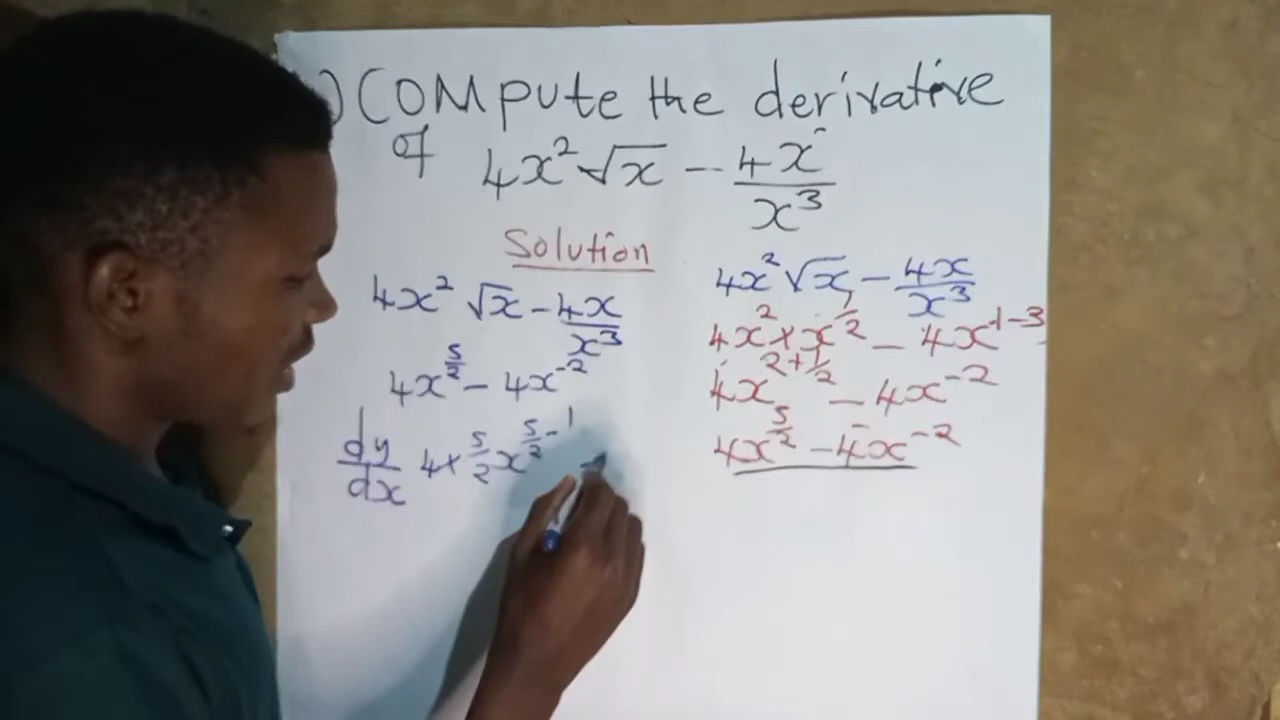 ) COMPute the derivative
of 4x²√x - 4x/x³
Solution
4x² √x - 4x/x³
4x^(5/2) - 4x^(-2)
dy/dx 4 × 5/2 x^(5/2 - 1) -
4x² √x - 4x/x³
4x² × x^(1/2) - 4x^(1-3)
4x^(2+1/2) - 4x^(-2)
4x^(5/2) - 4x^(-2)